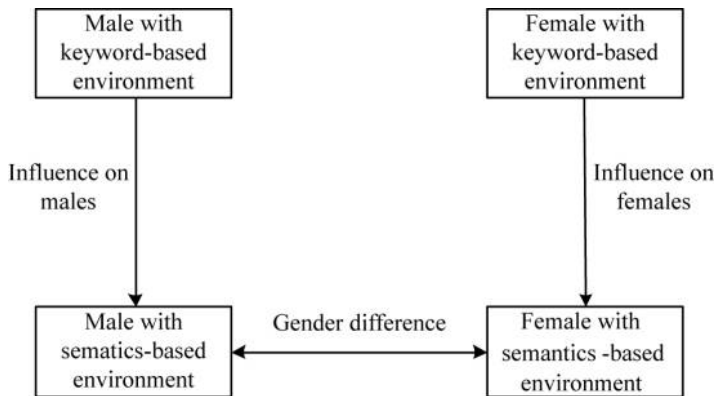 Male with
keyword-based
environment
Female with
keyword-based
environment
Influence on
males
Influence on
females
Male with
sematics-based
environment
Gender difference
Female with
semantics -based
environment